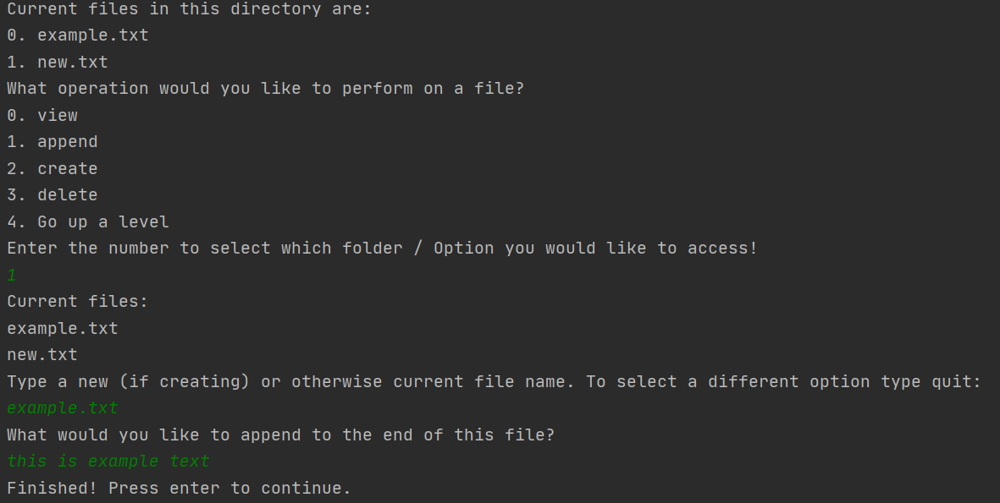 Current files in this directory are:
0. example.txt
1. new.txt
What operation would you like to perform on a file?
0. view
1. append
2. create
3. delete
4. Go up a level
Enter the number to select which folder / Option you would like to access!
1
Current files:
example.txt
new.txt
Type a new (if creating) or otherwise current file name. To select a different option type quit:
example.txt
What would you like to append to the end of this file?
this is example text
Finished! Press enter to continue.